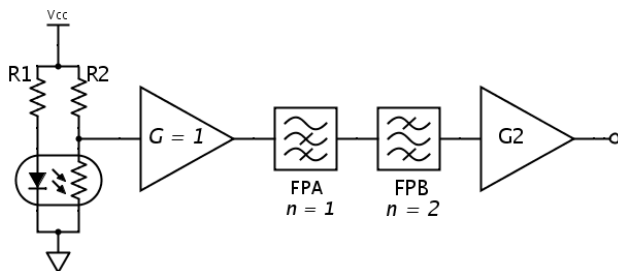 Vcc
R1 R2
G = 1
G2
FPA FPB
n = 1 n = 2